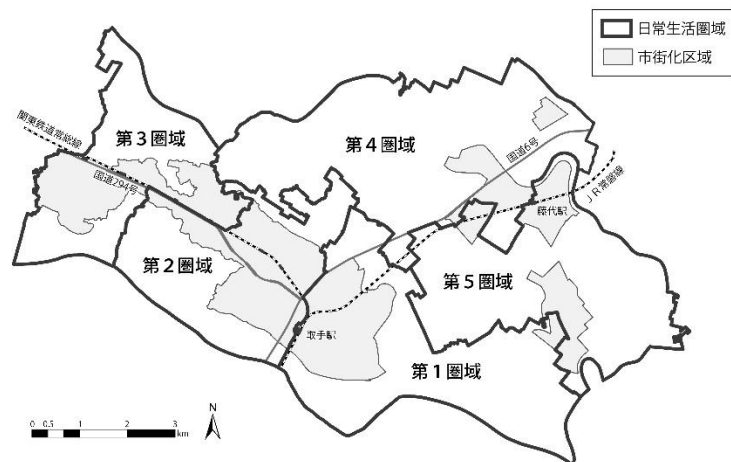 日常生活圏域
市街化区域
関東鉄道常総線
第3圏域
第4圏域
国道6号
国道294号
JR常磐線
藤代駅
第2圏域
第5圏域
取手駅
第1圏域
0 0.5 1 2 3
km
N